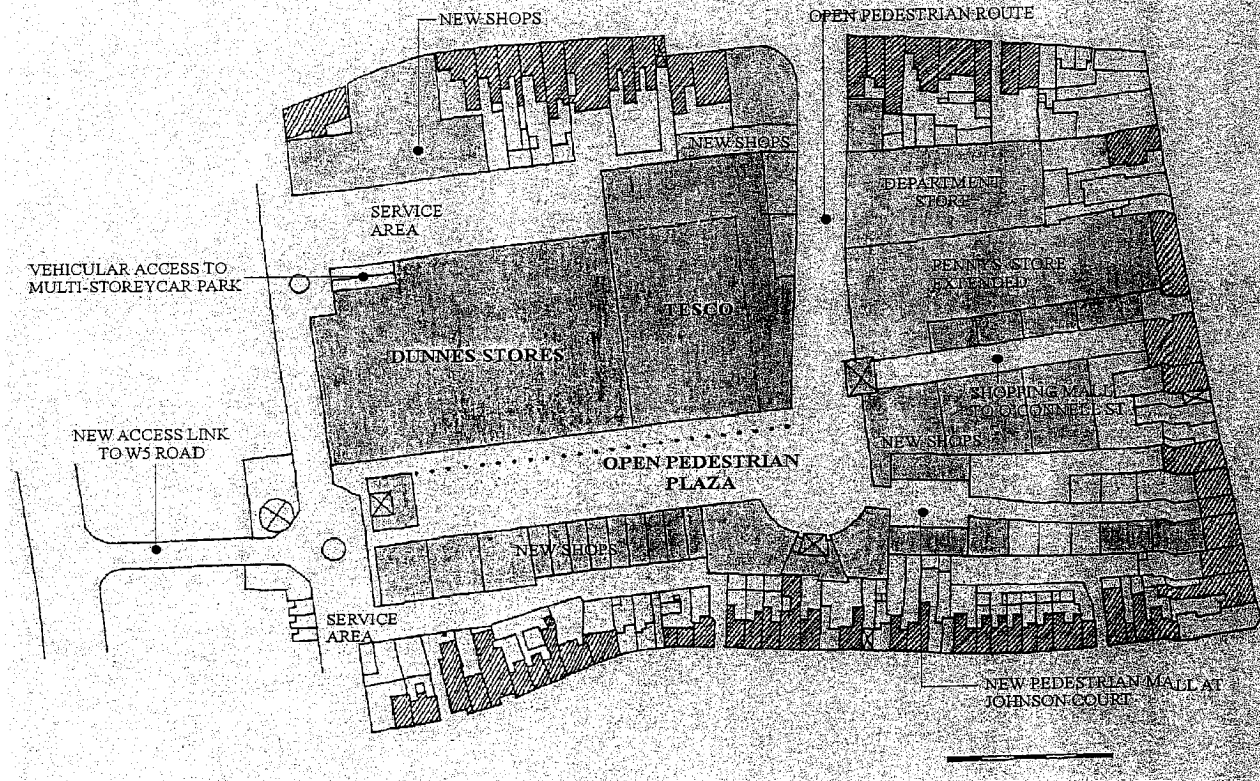 NEW SHOPS
OPEN PEDESTRIAN ROUTE
NEW SHOPS
DEPARTMENT
STORE
SERVICE
AREA
VEHICULAR ACCESS TO
MULTI-STOREYCAR PARK
PENNYS STORE
EXTENDED
TESCO
DUNNES STORES
SHOPPING MALL
TO O'CONNELL ST
NEW ACCESS LINK
TO W5 ROAD
NEW SHOPS
OPEN PEDESTRIAN
PLAZA
NEW SHOPS
SERVICE
AREA
NEW PEDESTRIAN MALL AT
JOHNSON COURT